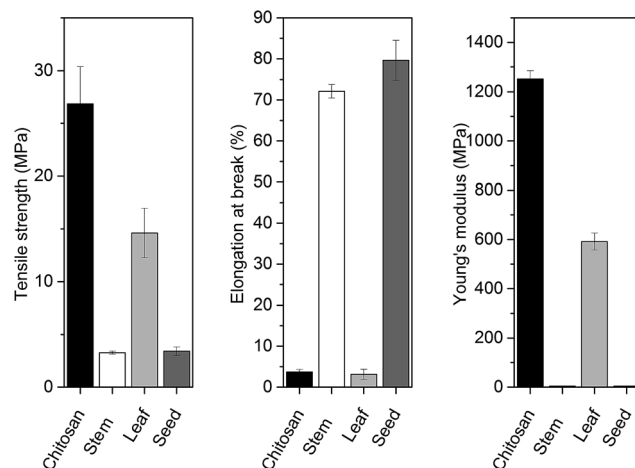 Tensile strength (MPa)
30
20
10
0
Chitosan
Stem
Leaf
Seed
Elongation at break (%)
90
80
70
60
50
40
30
20
10
0
Chitosan
Stem
Leaf
Seed
Young's modulus (MPa)
1400
1200
1000
800
600
400
200
0
Chitosan
Stem
Leaf
Seed